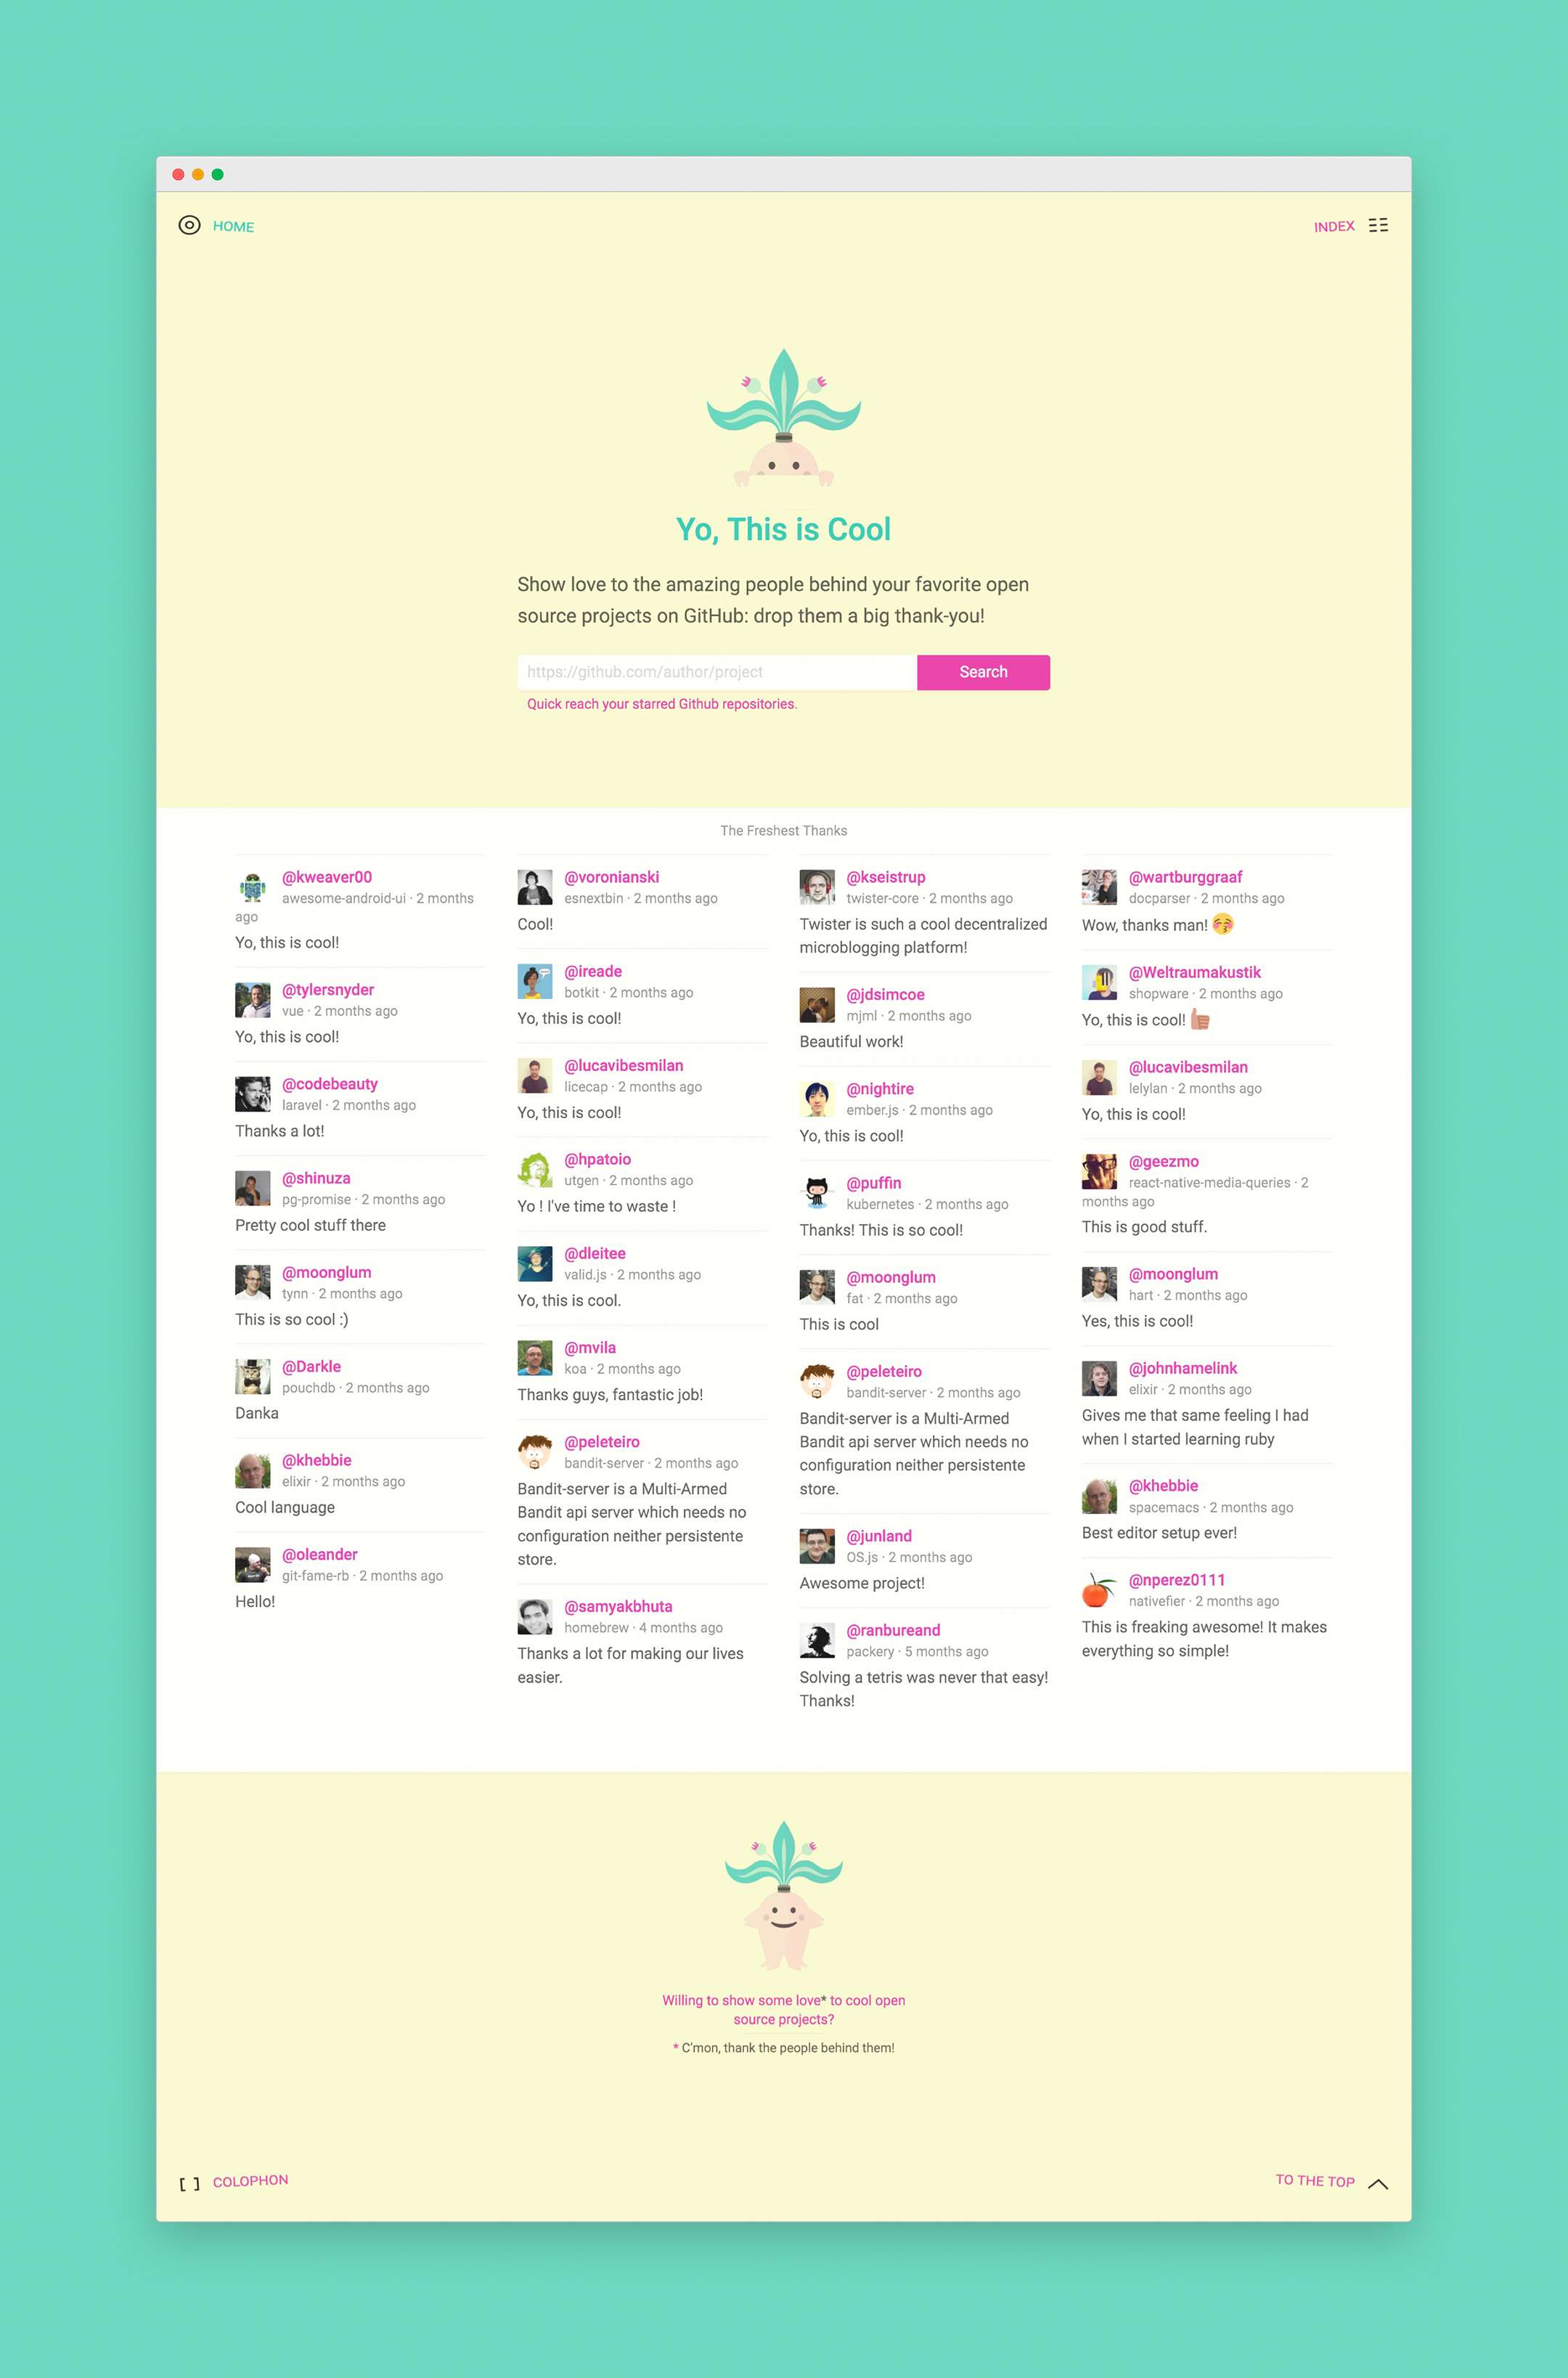 HOME
INDEX
Yo, This is Cool
Show love to the amazing people behind your favorite open
source projects on GitHub: drop them a big thank-you!
https://github.com/author/project
Search
Quick reach your starred Github repositories.
The Freshest Thanks
@kweaver00
awesome-android-ui · 2 months
ago
Yo, this is cool!
@tylersnyder
vue · 2 months ago
Yo, this is cool!
@codebeauty
laravel · 2 months ago
Thanks a lot!
@shinuza
pg-promise · 2 months ago
Pretty cool stuff there
@moonglum
tynn · 2 months ago
This is so cool :)
@Darkle
pouchdb · 2 months ago
Danka
@khebbie
elixir · 2 months ago
Cool language
@oleander
git-fame-rb · 2 months ago
Hello!
@voronianski
esnextbin · 2 months ago
Cool!
@ireade
botkit · 2 months ago
Yo, this is cool!
@lucavibesmilan
licecap · 2 months ago
Yo, this is cool!
@hpatoio
utgen · 2 months ago
Yo ! I've time to waste !
@dleitee
valid.js · 2 months ago
Yo, this is cool.
@mvila
koa · 2 months ago
Thanks guys, fantastic job!
@peleteiro
bandit-server · 2 months ago
Bandit-server is a Multi-Armed
Bandit api server which needs no
configuration neither persistente
store.
@samyakbhuta
homebrew · 4 months ago
Thanks a lot for making our lives
easier.
@kseistrup
twister-core · 2 months ago
Twister is such a cool decentralized
microblogging platform!
@jdsimcoe
mjml · 2 months ago
Beautiful work!
@nightire
ember.js · 2 months ago
Yo, this is cool!
@puffin
kubernetes · 2 months ago
Thanks! This is so cool!
@moonglum
fat · 2 months ago
This is cool
@peleteiro
bandit-server · 2 months ago
Bandit-server is a Multi-Armed
Bandit api server which needs no
configuration neither persistente
store.
@junland
OS.js · 2 months ago
Awesome project!
@ranbureand
packery · 5 months ago
Solving a tetris was never that easy!
Thanks!
@wartburggraaf
docparser · 2 months ago
Wow, thanks man! 😚
@Weltraumakustik
shopware · 2 months ago
Yo, this is cool! 👍
@lucavibesmilan
lelylan · 2 months ago
Yo, this is cool!
@geezmo
react-native-media-queries · 2
months ago
This is good stuff.
@moonglum
hart · 2 months ago
Yes, this is cool!
@johnhamelink
elixir · 2 months ago
Gives me that same feeling I had
when I started learning ruby
@khebbie
spacemacs · 2 months ago
Best editor setup ever!
@nperez0111
nativefier · 2 months ago
This is freaking awesome! It makes
everything so simple!
Willing to show some love* to cool open
source projects?
* C'mon, thank the people behind them!
[ ] COLOPHON
TO THE TOP